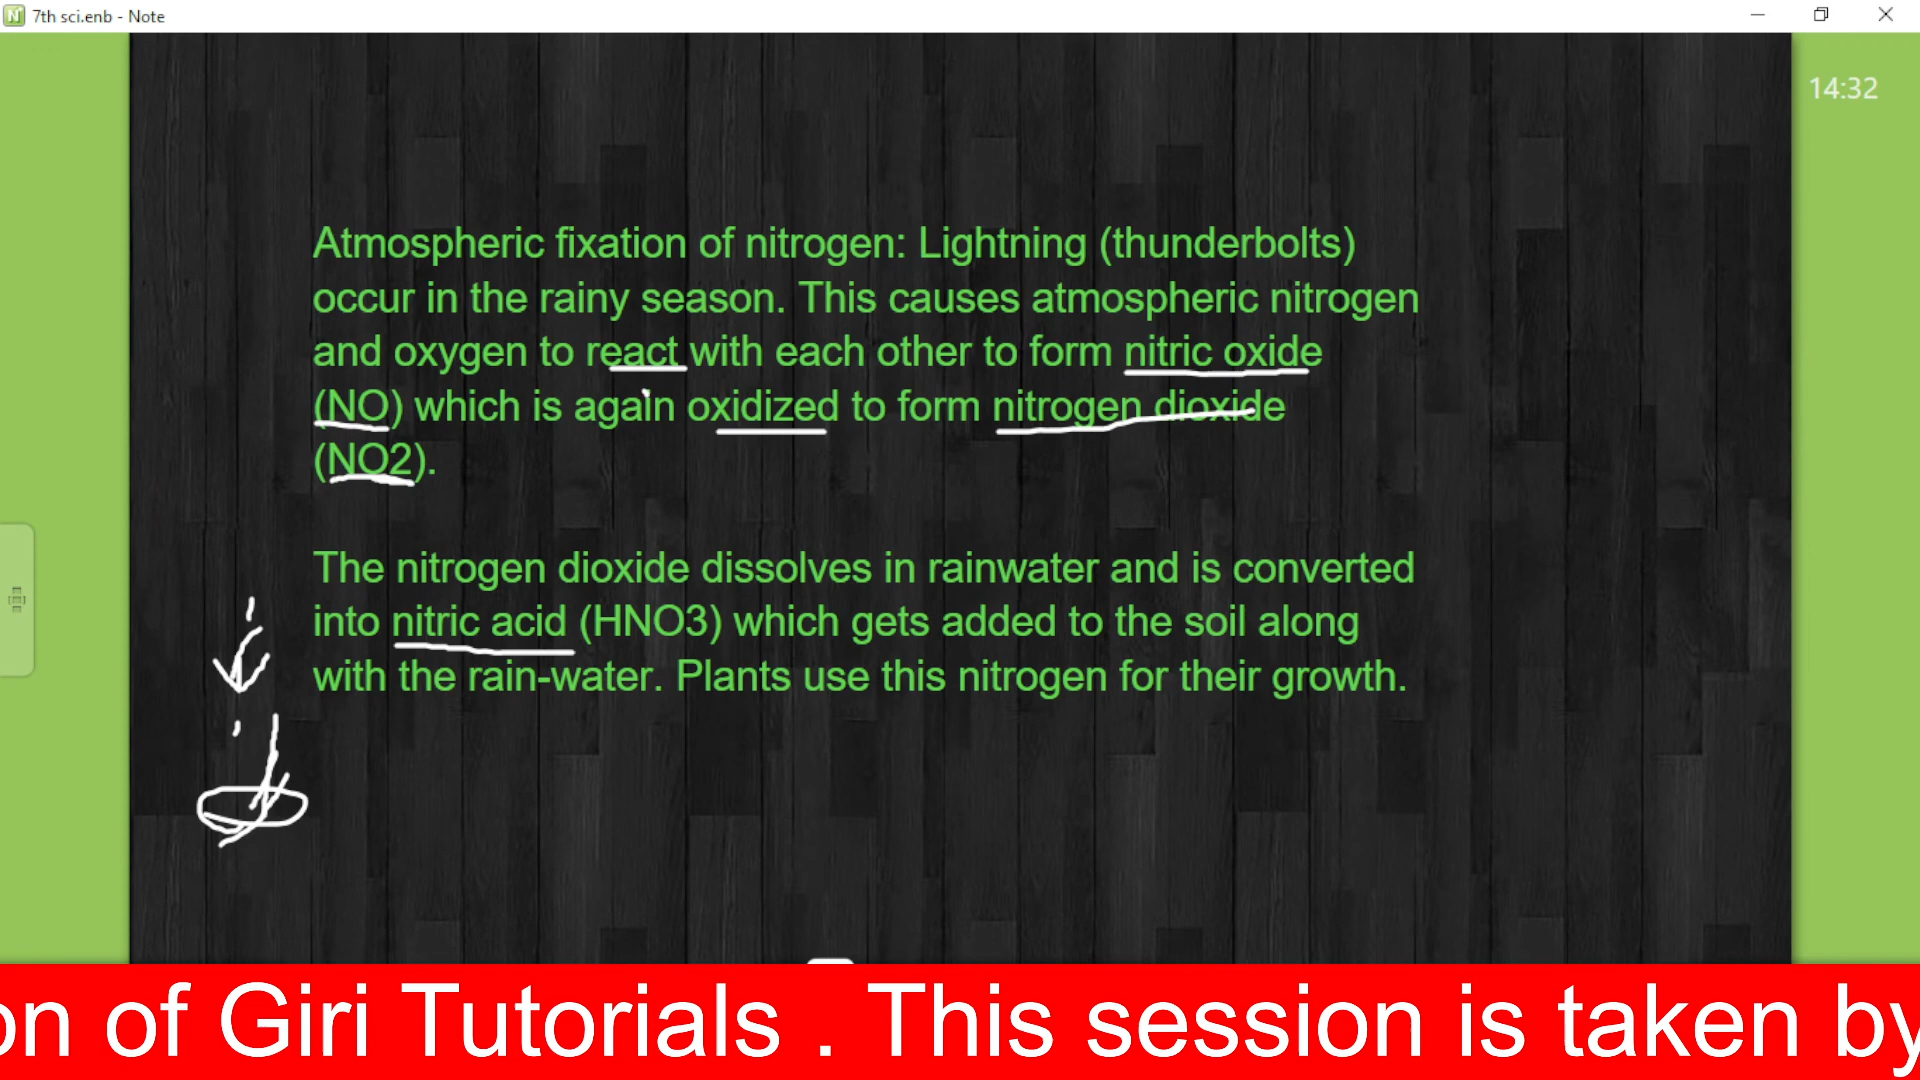 7th sci.enb - Note
14:32
Atmospheric fixation of nitrogen: Lightning (thunderbolts)
occur in the rainy season. This causes atmospheric nitrogen
and oxygen to react with each other to form nitric oxide
(NO) which is again oxidized to form nitrogen dioxide
(NO2).
The nitrogen dioxide dissolves in rainwater and is converted
into nitric acid (HNO3) which gets added to the soil along
with the rain-water. Plants use this nitrogen for their growth.
on of Giri Tutorials . This session is taken by